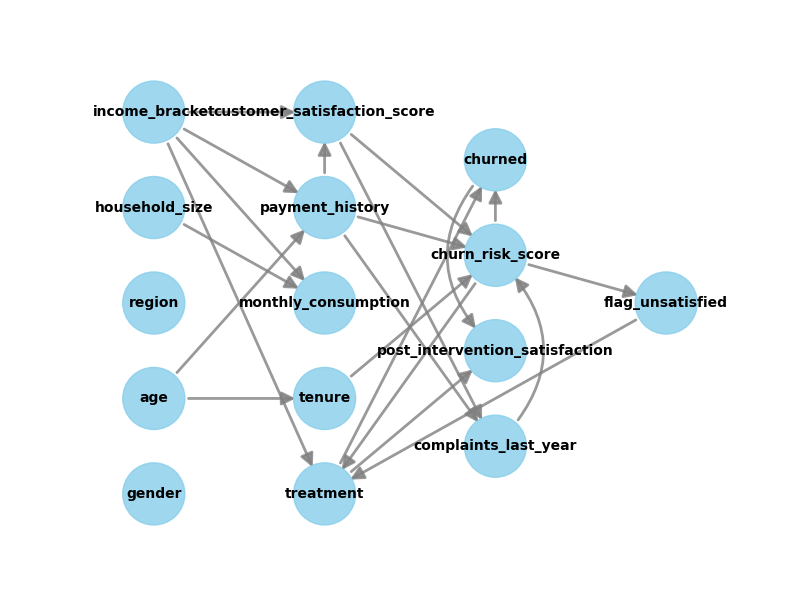 income_bracket
customer_satisfaction_score
churned
household_size
payment_history
churn_risk_score
region
monthly_consumption
flag_unsatisfied
post_intervention_satisfaction
age
tenure
complaints_last_year
gender
treatment